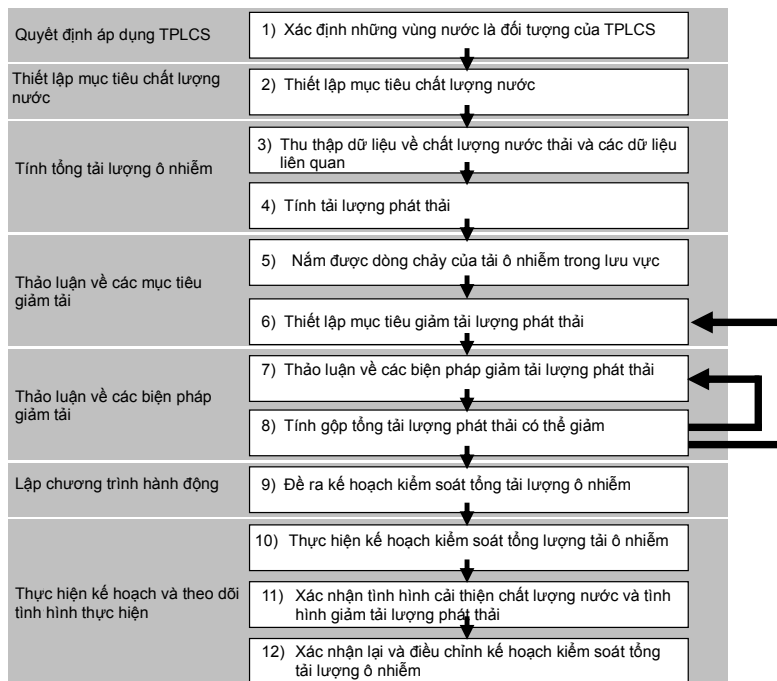 Quyết định áp dụng TPLCS
1) Xác định những vùng nước là đối tượng của TPLCS
Thiết lập mục tiêu chất lượng
nước
2) Thiết lập mục tiêu chất lượng nước
Tính tổng tải lượng ô nhiễm
3) Thu thập dữ liệu về chất lượng nước thải và các dữ liệu
liên quan
4) Tính tải lượng phát thải
Thảo luận về các mục tiêu
giảm tải
5) Nắm được dòng chảy của tải ô nhiễm trong lưu vực
6) Thiết lập mục tiêu giảm tải lượng phát thải
Thảo luận về các biện pháp
giảm tải
7) Thảo luận về các biện pháp giảm tải lượng phát thải
8) Tính gộp tổng tải lượng phát thải có thể giảm
Lập chương trình hành động
9) Đề ra kế hoạch kiểm soát tổng tải lượng ô nhiễm
Thực hiện kế hoạch và theo dõi
tình hình thực hiện
10) Thực hiện kế hoạch kiểm soát tổng lượng tải ô nhiễm
11) Xác nhận tình hình cải thiện chất lượng nước và tình
hình giảm tải lượng phát thải
12) Xác nhận lại và điều chỉnh kế hoạch kiểm soát tổng
tải lượng ô nhiễm